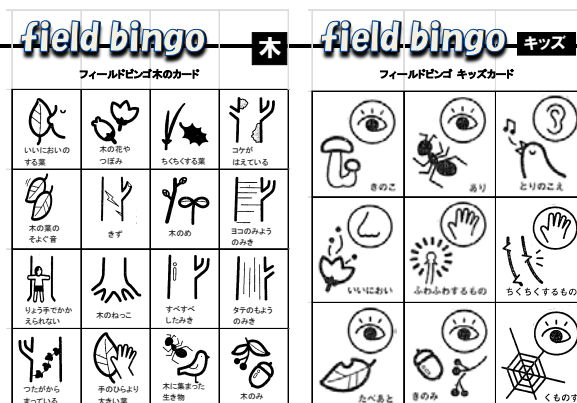 field bingo
木
フィールドビンゴ木のカード
いいにおいの
する葉
木の花や
つぼみ
ちくちくする葉
コケが
はえている
木の葉の
そよぐ音
きず
木のめ
ヨコのみよう
のみき
りょう手でかか
えられない
木のねっこ
すべすべ
したみき
タテのもよう
のみき
つたがから
まっている
手のひらより
大きい葉
木に集まった
生き物
木のみ
field bingo
キッズ
フィールドビンゴ キッズカード
きのこ
あり
とりのこえ
いいにおい
ふわふわするもの
ちくちくするもの
たべあと
きのみ
くものす